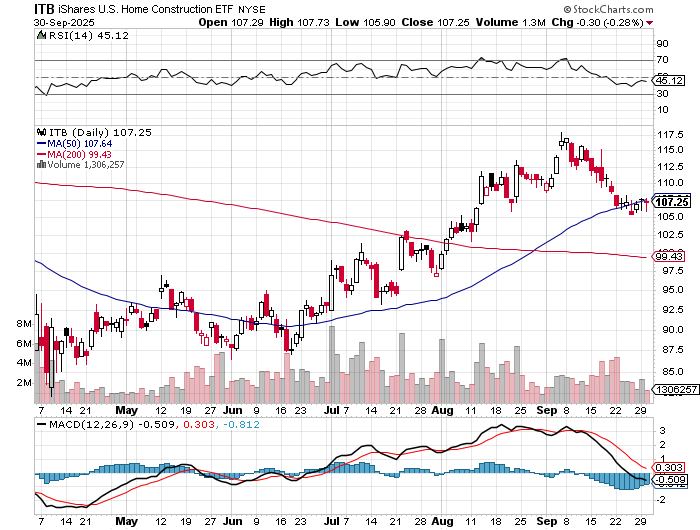 ITB iShares U.S. Home Construction ETF NYSE © StockCharts.com
30-Sep-2025 Open 107.29 High 107.73 Low 105.90 Close 107.25 Volume 1.3M Chg -0.30 (-0.28%)
RSI(14) 45.12
90
70
50
45.12
30
10
ITB (Daily) 107.25
MA(50) 107.64
MA(200) 99.43
Volume 1,306,257
117.5
115.0
112.5
110.0
107.25
105.0
102.5
99.43
97.5
95.0
92.5
90.0
87.5
85.0
8M
6M
4M
2M
1306257
7 14 21 May 12 19 27 Jun 9 16 23 Jul 7 14 21 Aug 11 18 25 Sep 8 15 22 29
MACD(12,26,9) -0.509, 0.303, -0.812
3
2
1
0.303
-0.509
7 14 21 May 12 19 27 Jun 9 16 23 Jul 7 14 21 Aug 11 18 25 Sep 8 15 22 29